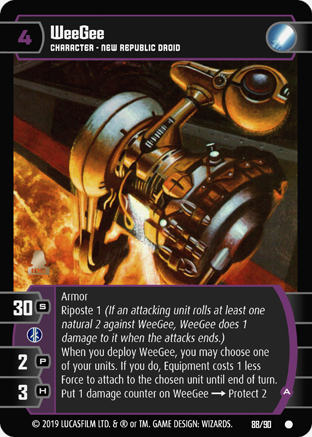 4 WeeGee
CHARACTER - NEW REPUBLIC DROID
30 S
2 P
3 H
Armor
Riposte 1 (If an attacking unit rolls at least one
natural 2 against WeeGee, WeeGee does 1
damage to it when the attacks ends.)
When you deploy WeeGee, you may choose one
of your units. If you do, Equipment costs 1 less
Force to attach to the chosen unit until end of turn.
Put 1 damage counter on WeeGee → Protect 2
A
© 2019 LUCASFILM LTD. & ® or TM. GAME DESIGN: WIZARDS. 88/90